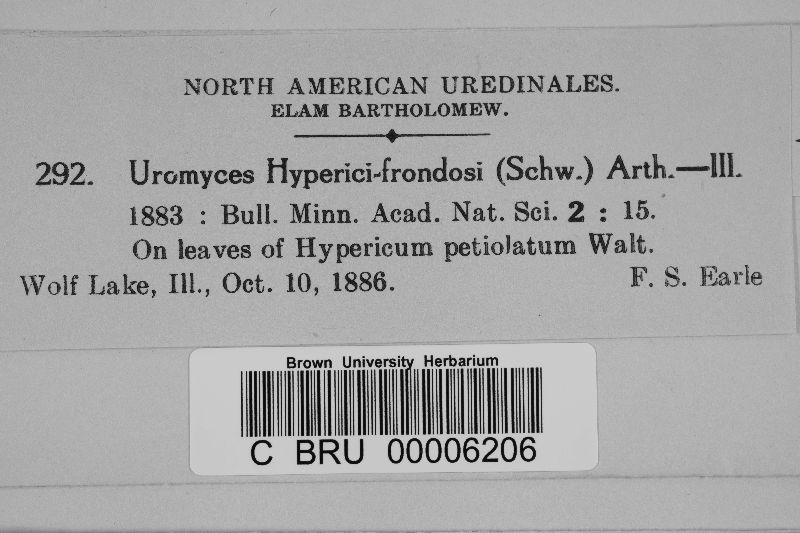 NORTH AMERICAN UREDINALES.
ELAM BARTHOLOMEW.
292. Uromyces Hyperici-frondosi (Schw.) Arth.—III.
1883 : Bull. Minn. Acad. Nat. Sci. 2 : 15.
On leaves of Hypericum petiolatum Walt.
Wolf Lake, Ill., Oct. 10, 1886. F. S. Earle
Brown University Herbarium
C BRU 00006206